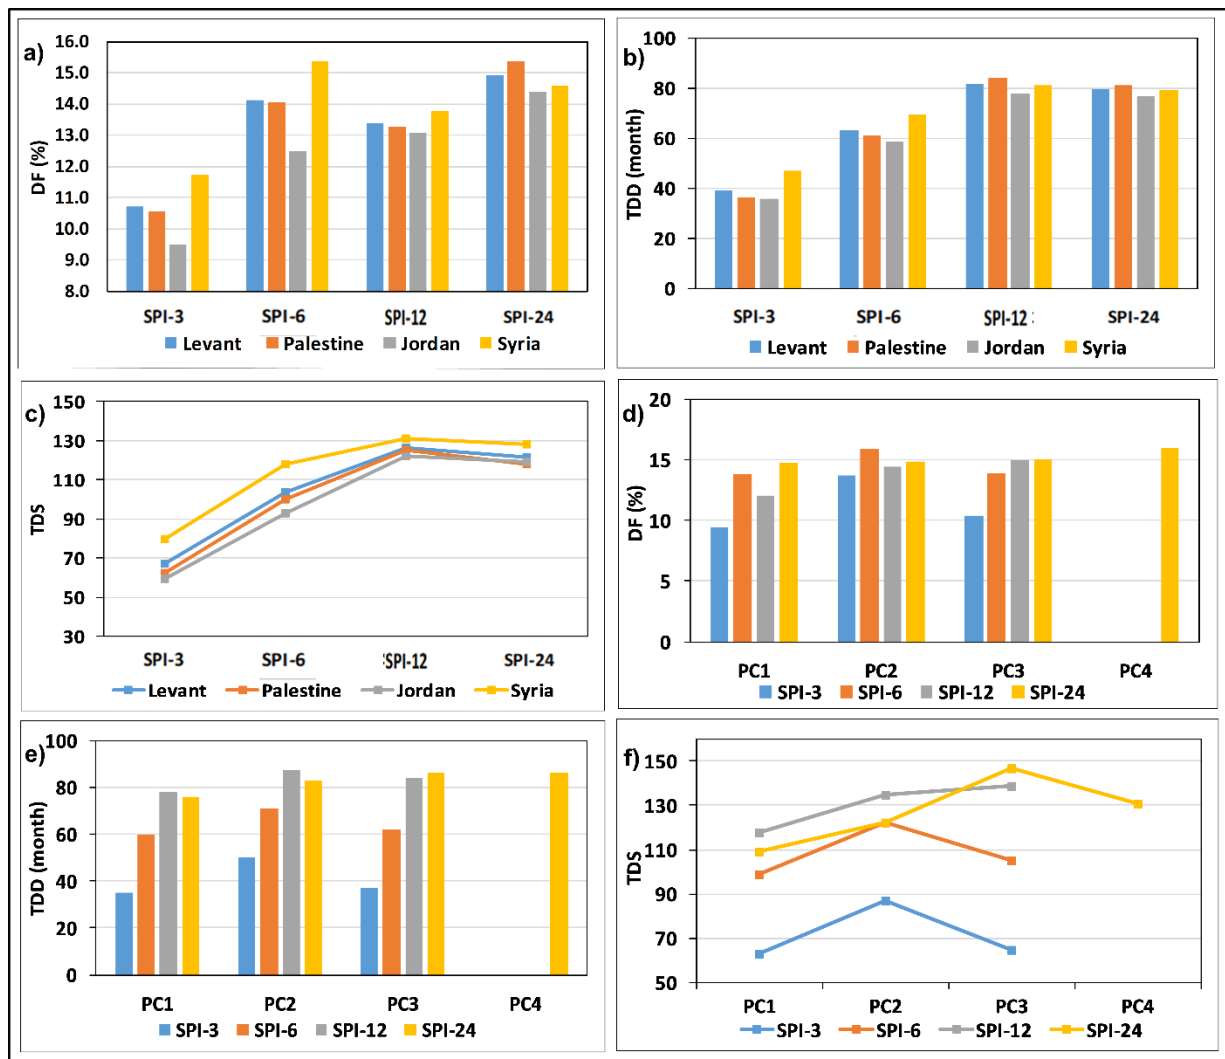 a)
16.0
15.0
14.0
13.0
12.0
11.0
10.0
9.0
8.0
DF (%)
SPI-3 SPI-6 SPI-12 SPI-24
Levant Palestine Jordan Syria
b)
100
80
60
40
20
0
TDD (month)
SPI-3 SPI-6 SPI-12 SPI-24
Levant Palestine Jordan Syria
c)
150
130
110
90
70
50
30
TDS
SPI-3 SPI-6 SPI-12 SPI-24
Levant Palestine Jordan Syria
d)
20
15
10
5
0
DF (%)
PC1 PC2 PC3 PC4
SPI-3 SPI-6 SPI-12 SPI-24
e)
100
80
60
40
20
0
TDD (month)
PC1 PC2 PC3 PC4
SPI-3 SPI-6 SPI-12 SPI-24
f)
150
130
110
90
70
50
TDS
PC1 PC2 PC3 PC4
SPI-3 SPI-6 SPI-12 SPI-24